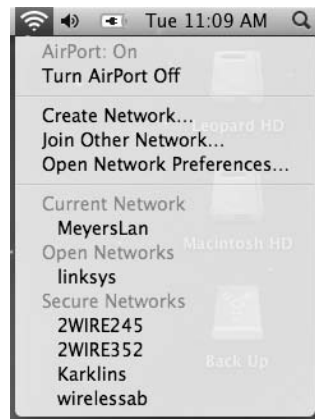 Tue 11:09 AM
AirPort: On
Turn AirPort Off
Create Network...
Join Other Network...
Open Network Preferences...
Current Network
MeyersLan
Open Networks
linksys
Secure Networks
2WIRE245
2WIRE352
Karklins
wirelessab
Leopard HD
Macintosh HD
Back Up